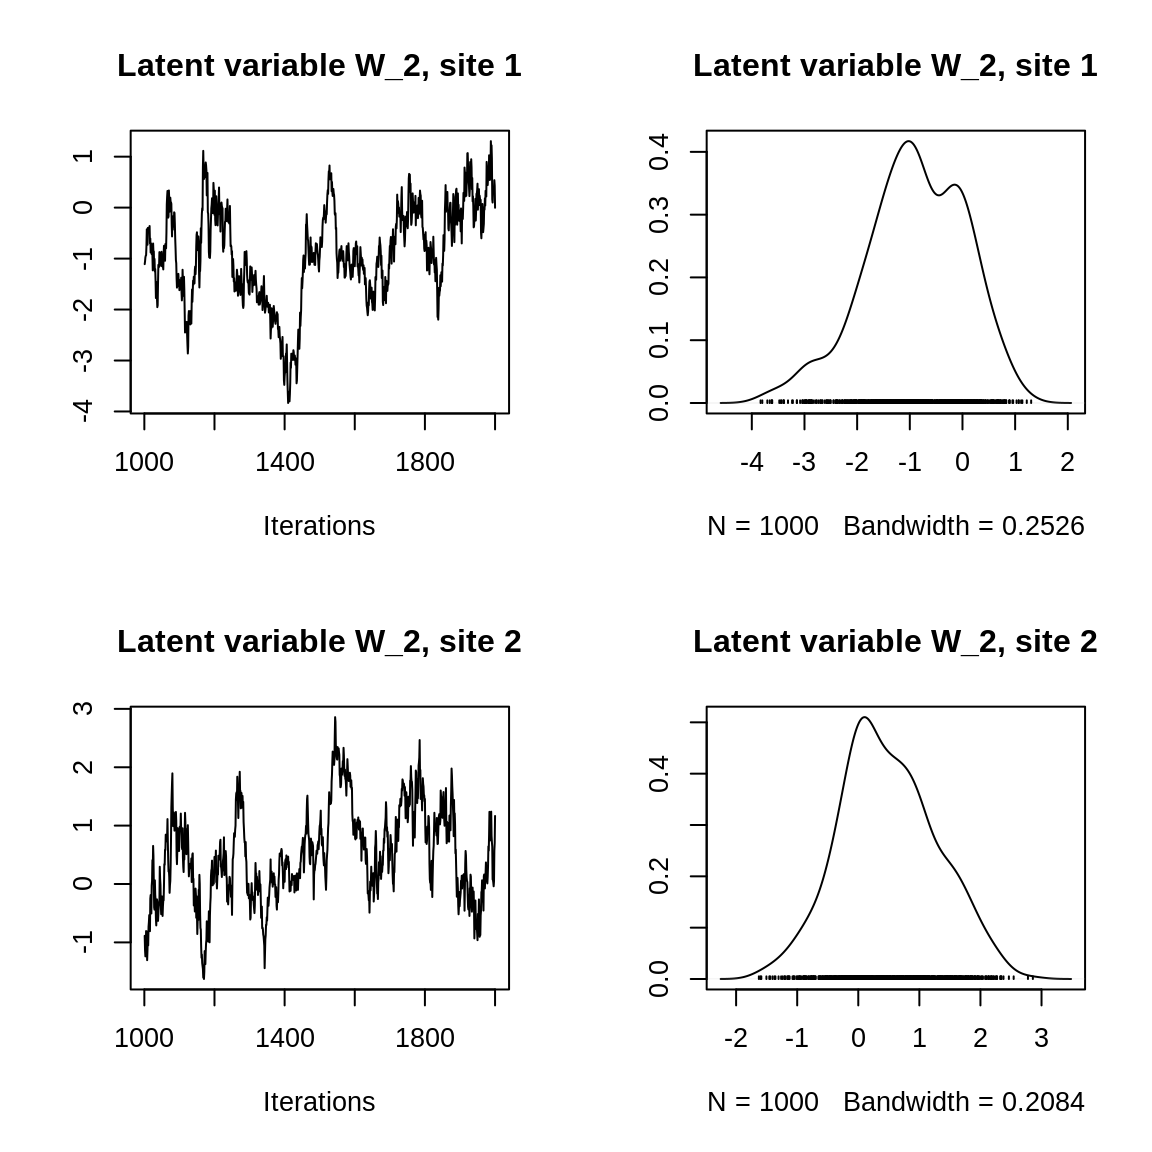 Latent variable W_2, site 1
1
0
-1
-2
-3
-4
1000 1400 1800
Iterations
Latent variable W_2, site 1
0.4
0.3
0.2
0.1
0.0
-4 -3 -2 -1 0 1 2
N = 1000 Bandwidth = 0.2526
Latent variable W_2, site 2
3
2
1
0
-1
1000 1400 1800
Iterations
Latent variable W_2, site 2
0.4
0.2
0.0
-2 -1 0 1 2 3
N = 1000 Bandwidth = 0.2084